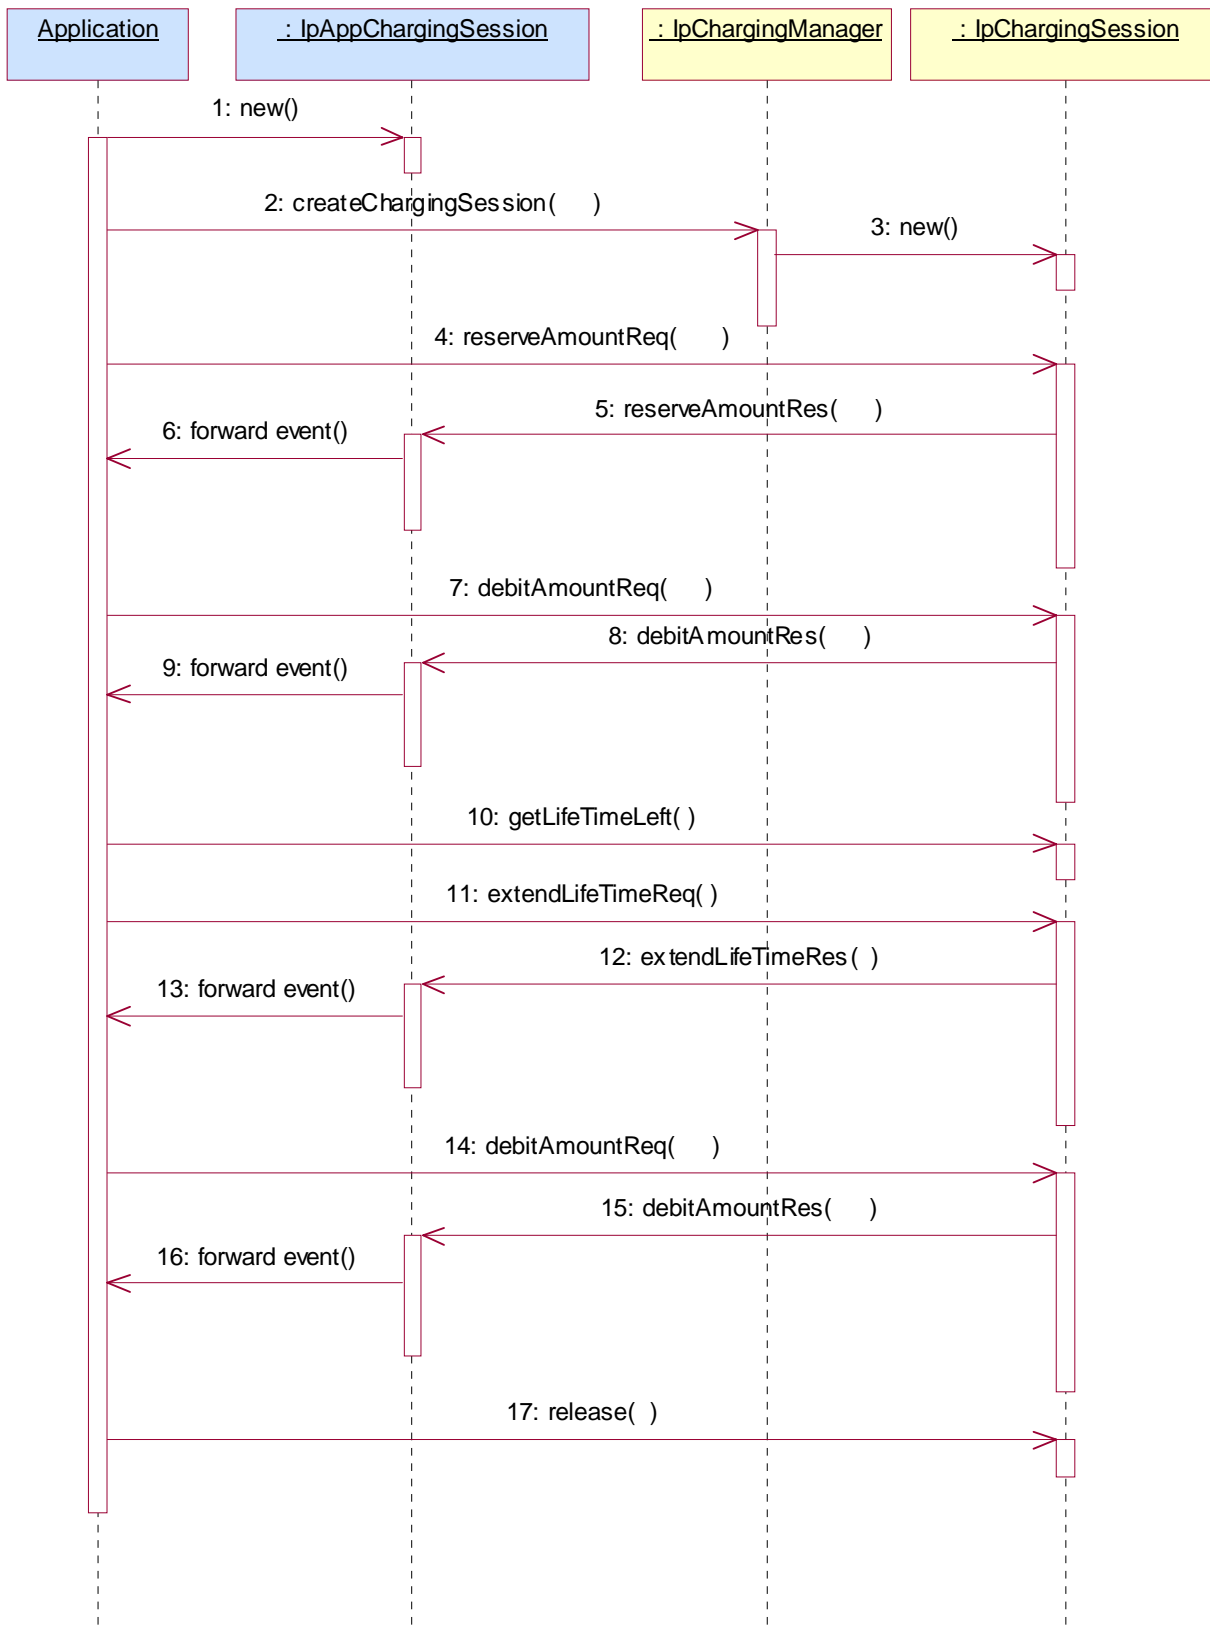 Application
: IpAppChargingSession
: IpChargingManager
: IpChargingSession
1: new()
2: createChargingSession( )
3: new()
4: reserveAmountReq( )
5: reserveAmountRes( )
6: forward event()
7: debitAmountReq( )
8: debitAmountRes( )
9: forward event()
10: getLifeTimeLeft( )
11: extendLifeTimeReq( )
12: extendLifeTimeRes( )
13: forward event()
14: debitAmountReq( )
15: debitAmountRes( )
16: forward event()
17: release( )